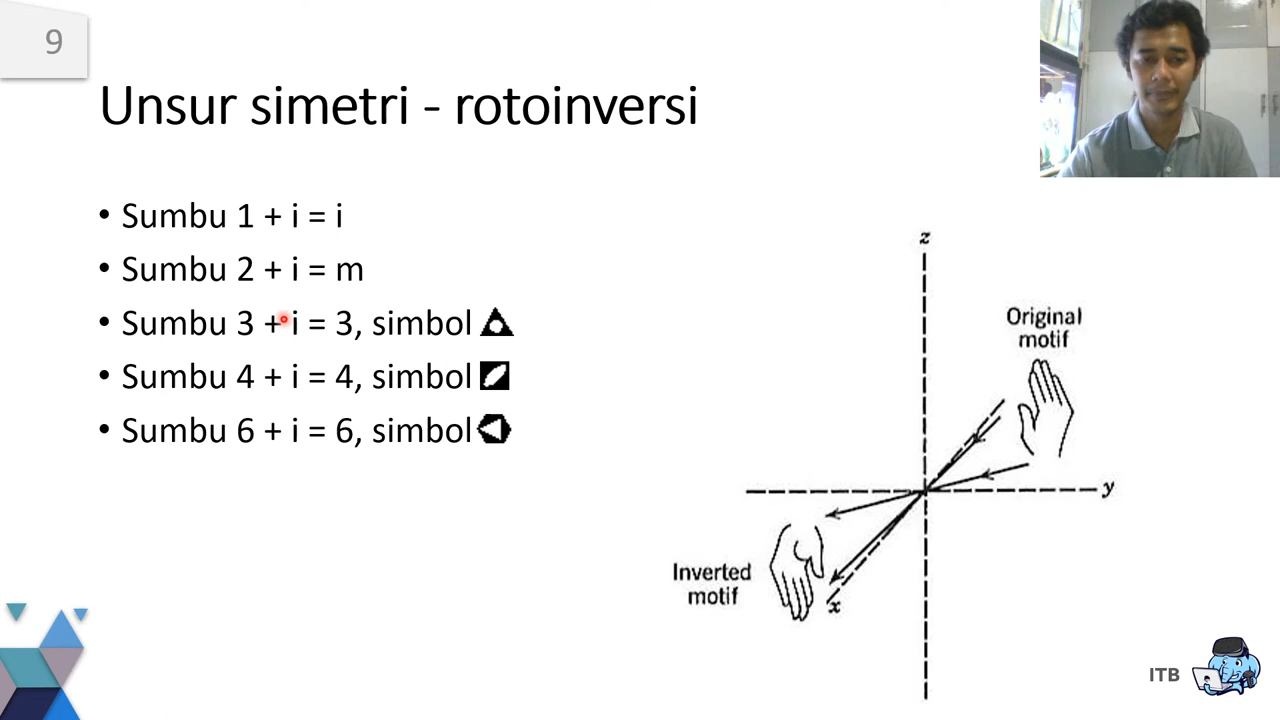 9
Unsur simetri - rotoinversi
• Sumbu 1 + i = i
• Sumbu 2 + i = m
• Sumbu 3 + i = 3, simbol
• Sumbu 4 + i = 4, simbol
• Sumbu 6 + i = 6, simbol
z
Original
motif
y
Inverted
motif
x
ITB